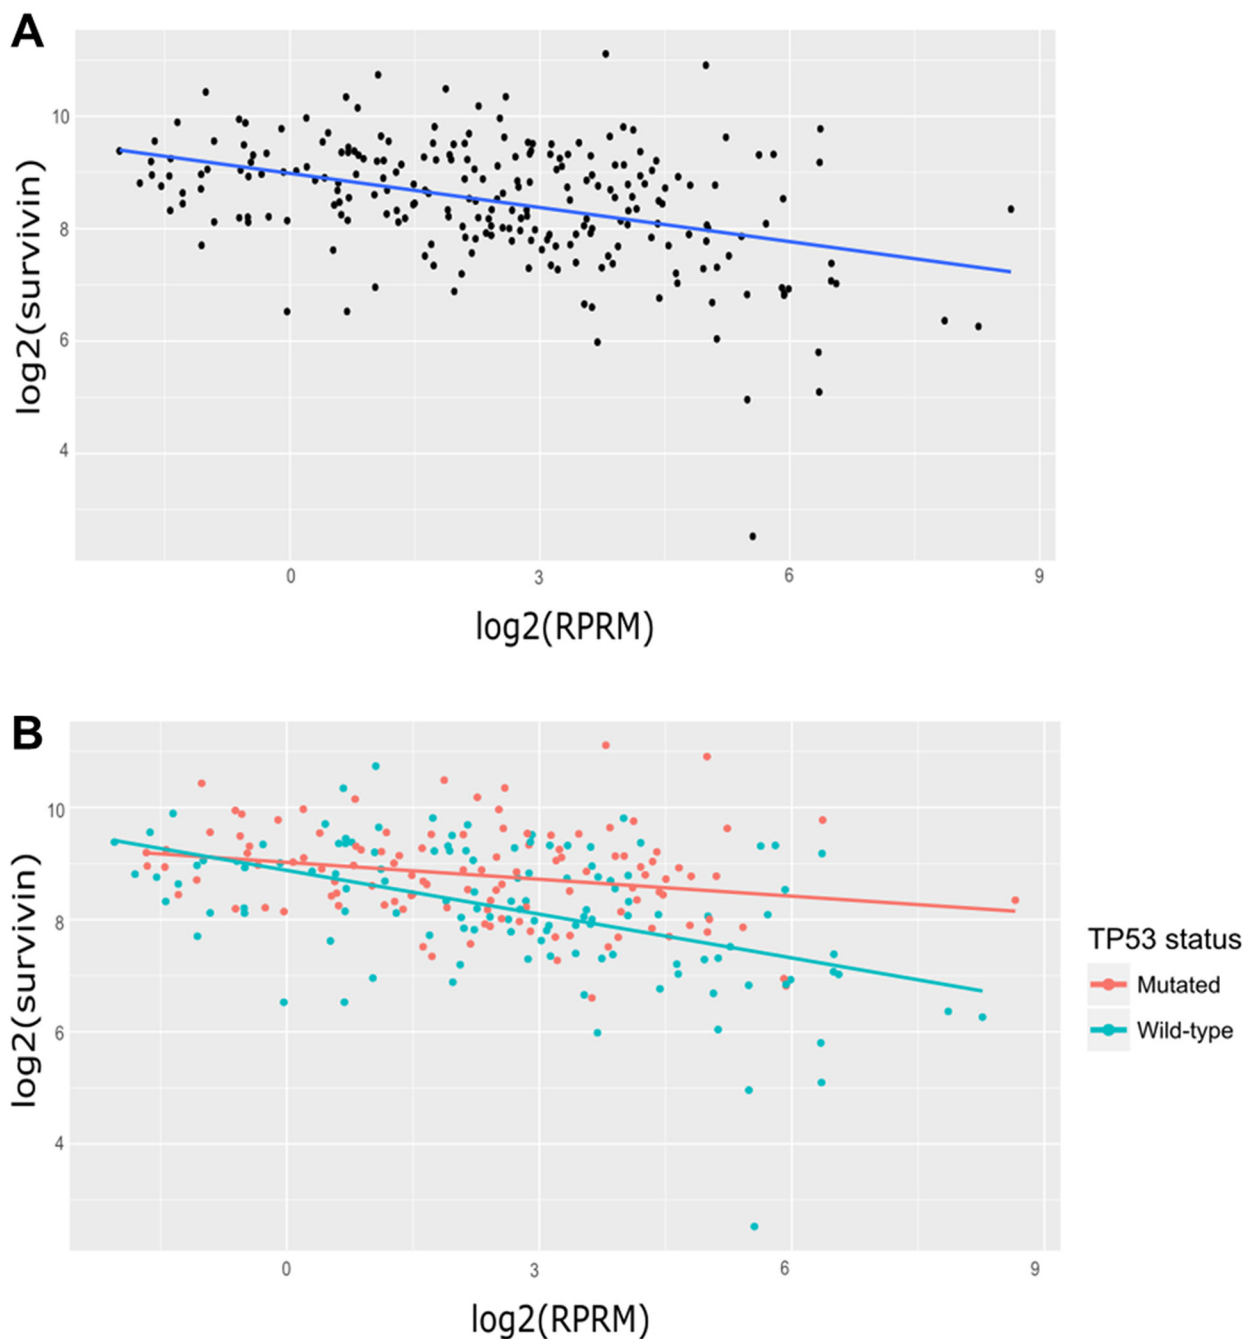 A
10
8
6
4
log2(survivin)
0 3 6 9
log2(RPRM)
B
10
8
6
4
log2(survivin)
0 3 6 9
log2(RPRM)
TP53 status
Mutated
Wild-type